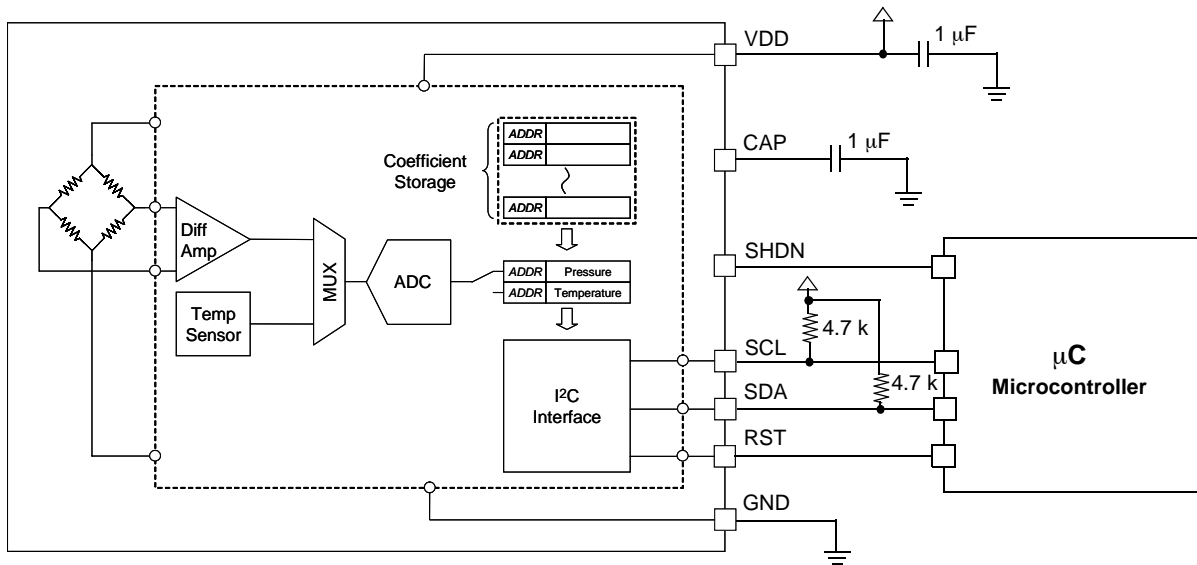 VDD
1 μF
CAP
1 μF
Coefficient
Storage
ADDR
ADDR
ADDR
Diff
Amp
MUX
ADC
ADDR Pressure
ADDR Temperature
Temp
Sensor
I²C
Interface
SHDN
4.7 k
SCL
4.7 k
SDA
RST
GND
μC
Microcontroller